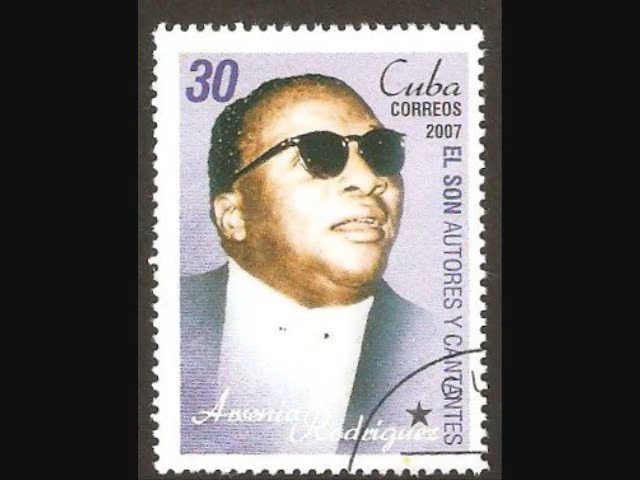 30
Cuba
CORREOS
2007
EL SON AUTORES Y CANTANTES
Arsenio
Rodríguez